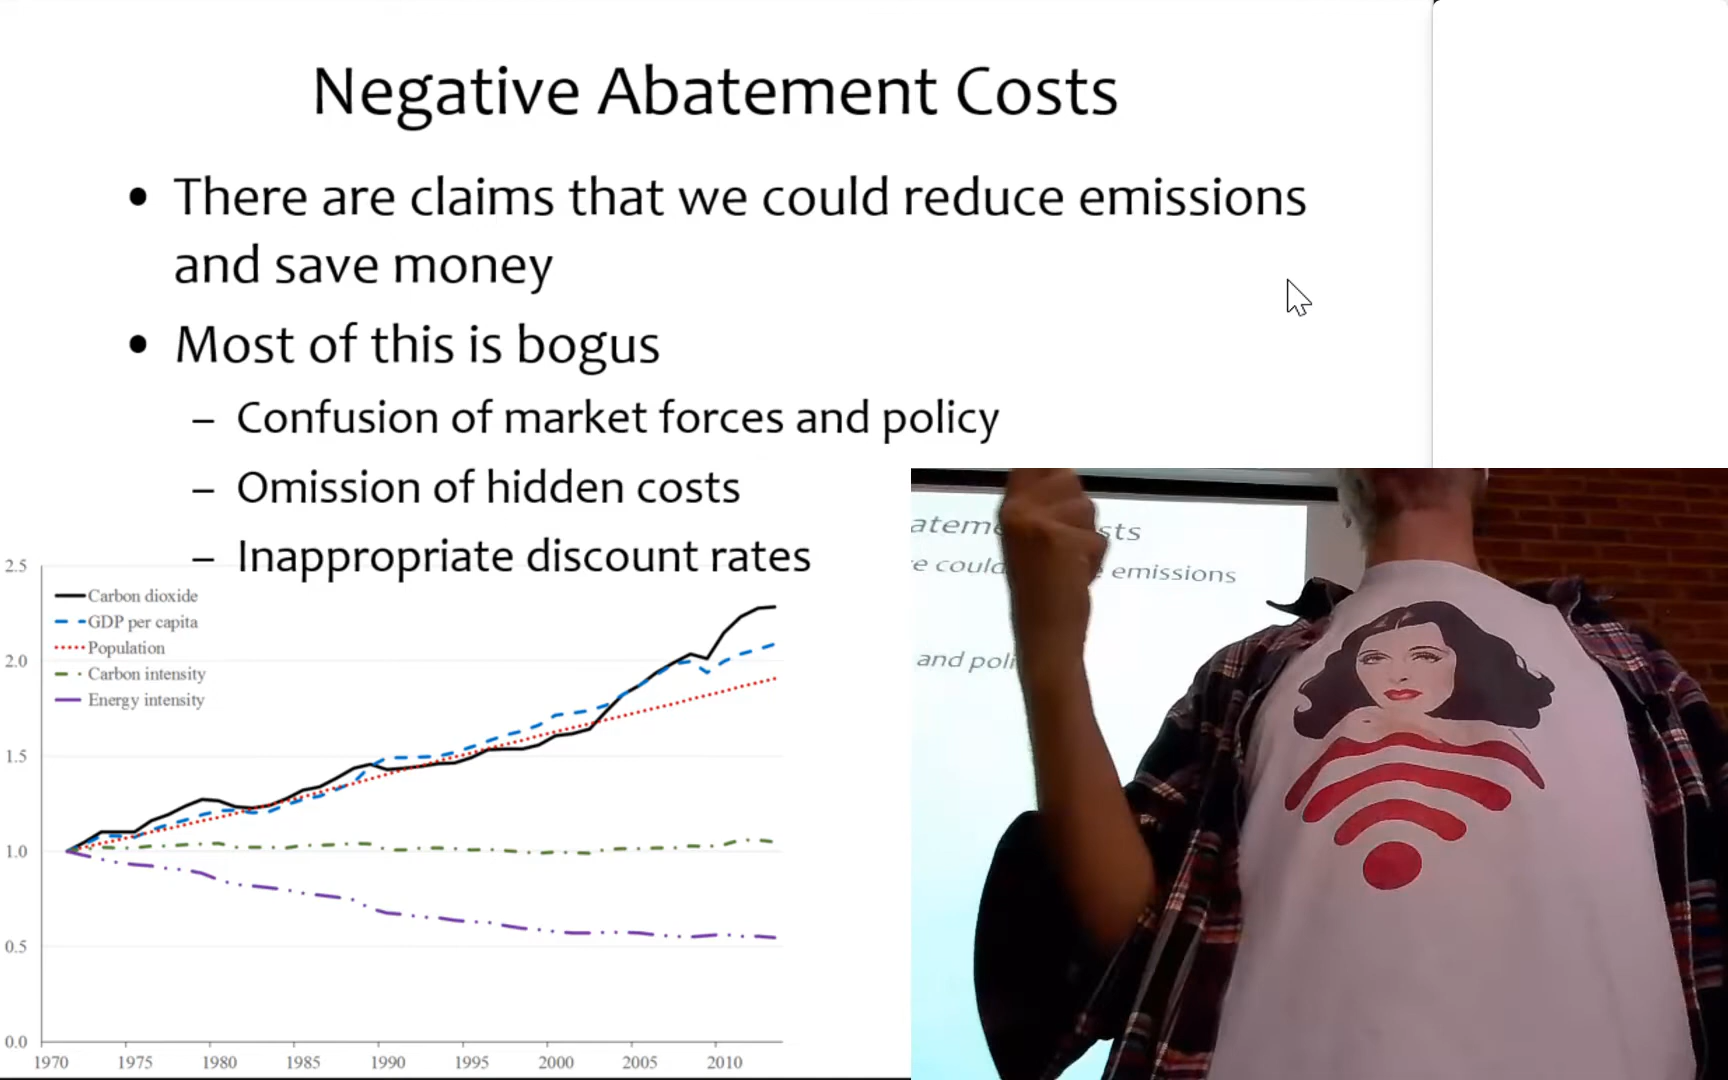 Negative Abatement Costs
• There are claims that we could reduce emissions
and save money
• Most of this is bogus
– Confusion of market forces and policy
– Omission of hidden costs
– Inappropriate discount rates
2.5
2.0
1.5
1.0
0.5
0.0
Carbon dioxide
GDP per capita
Population
Carbon intensity
Energy intensity
1970 1975 1980 1985 1990 1995 2000 2005 2010
emissions
could
and